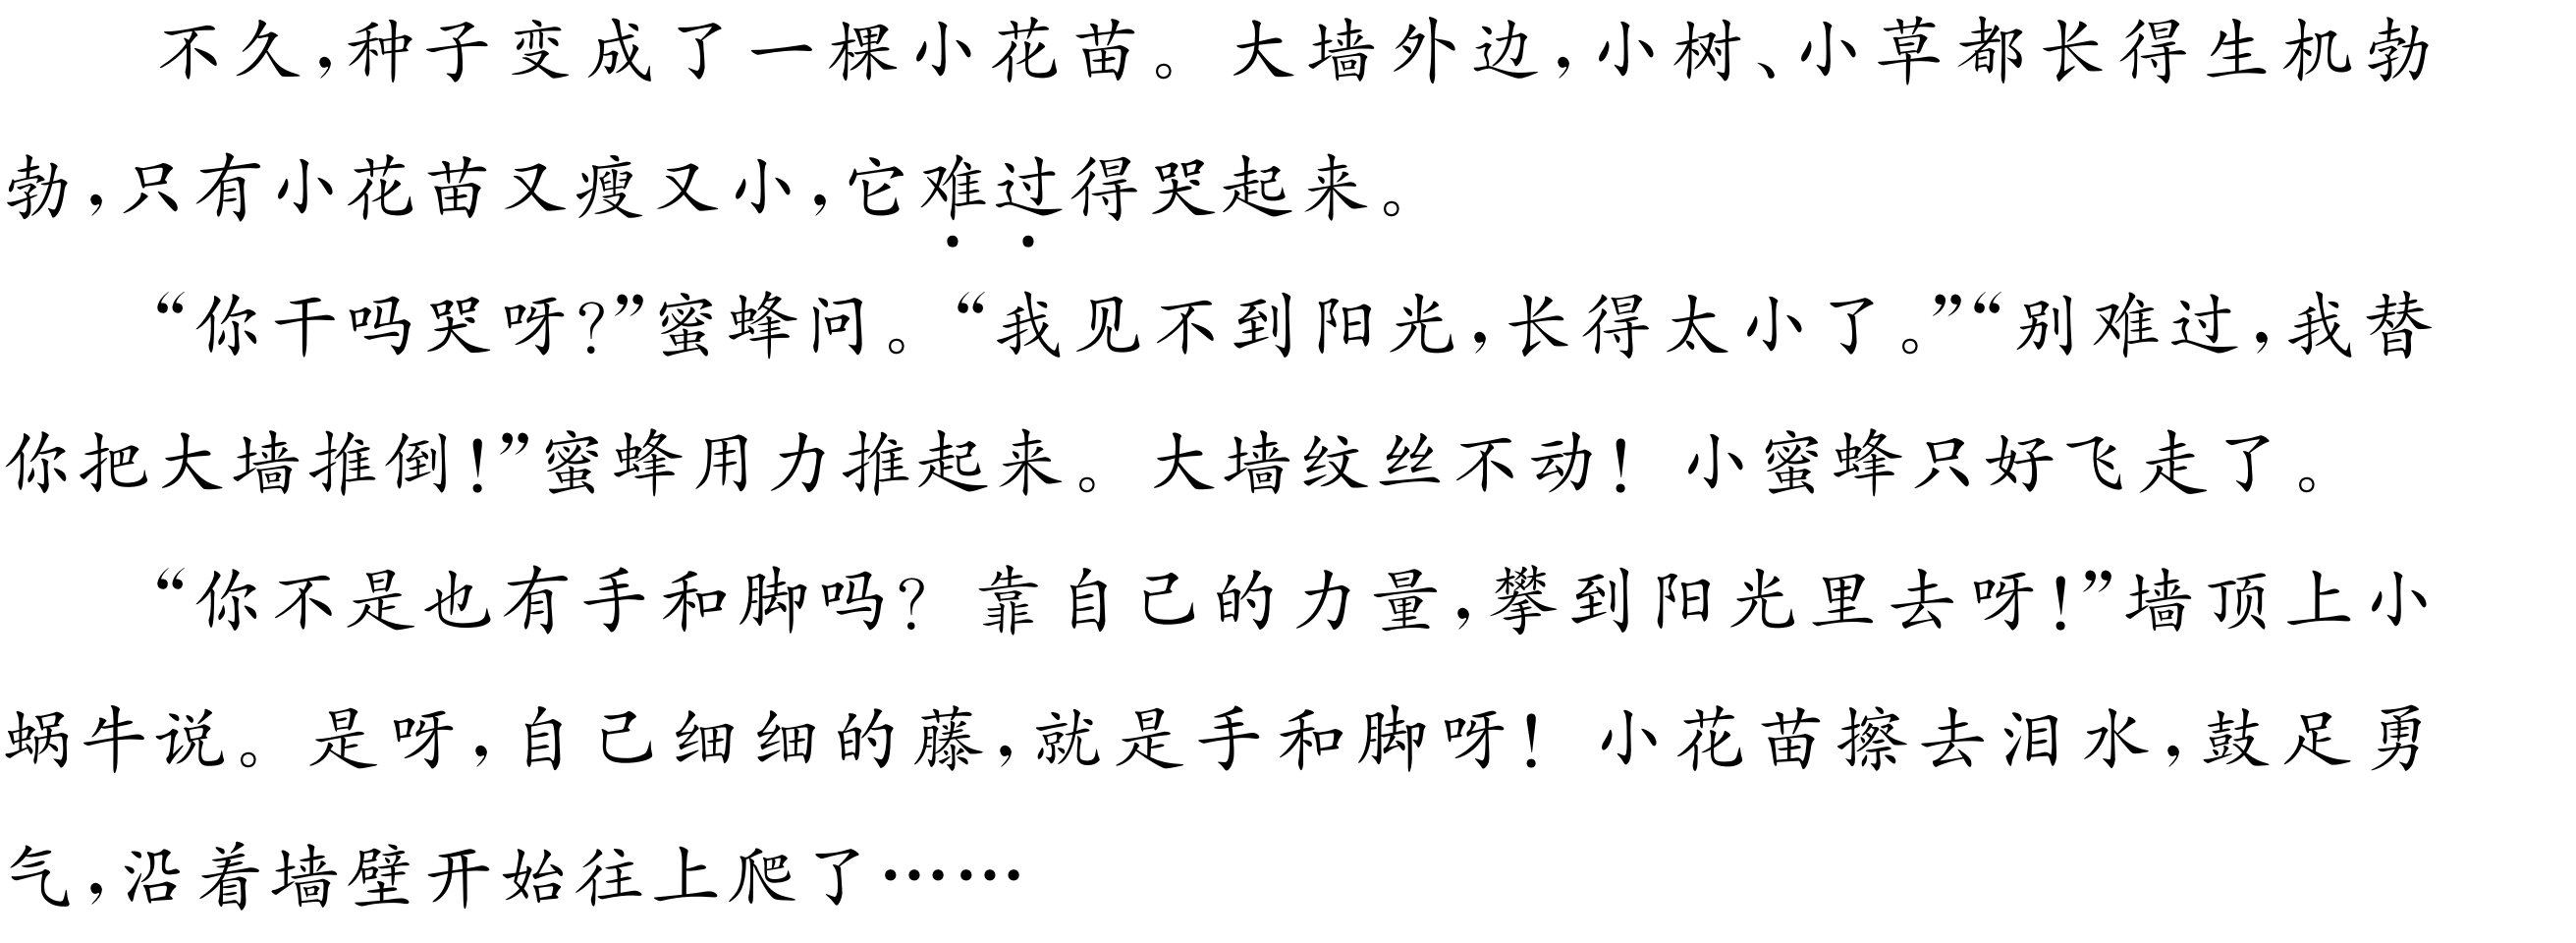 不久,种子变成了一棵小花苗。大墙外边,小树、小草都长得生机勃
勃,只有小花苗又瘦又小,它难过得哭起来。
“你干吗哭呀?”蜜蜂问。“我见不到阳光,长得太小了。”“别难过,我替
你把大墙推倒!”蜜蜂用力推起来。大墙纹丝不动!小蜜蜂只好飞走了。
“你不是也有手和脚吗?靠自己的力量,攀到阳光里去呀!”墙顶上小
蜗牛说。是呀,自己细细的藤,就是手和脚呀!小花苗擦去泪水,鼓足勇
气,沿着墙壁开始往上爬了……